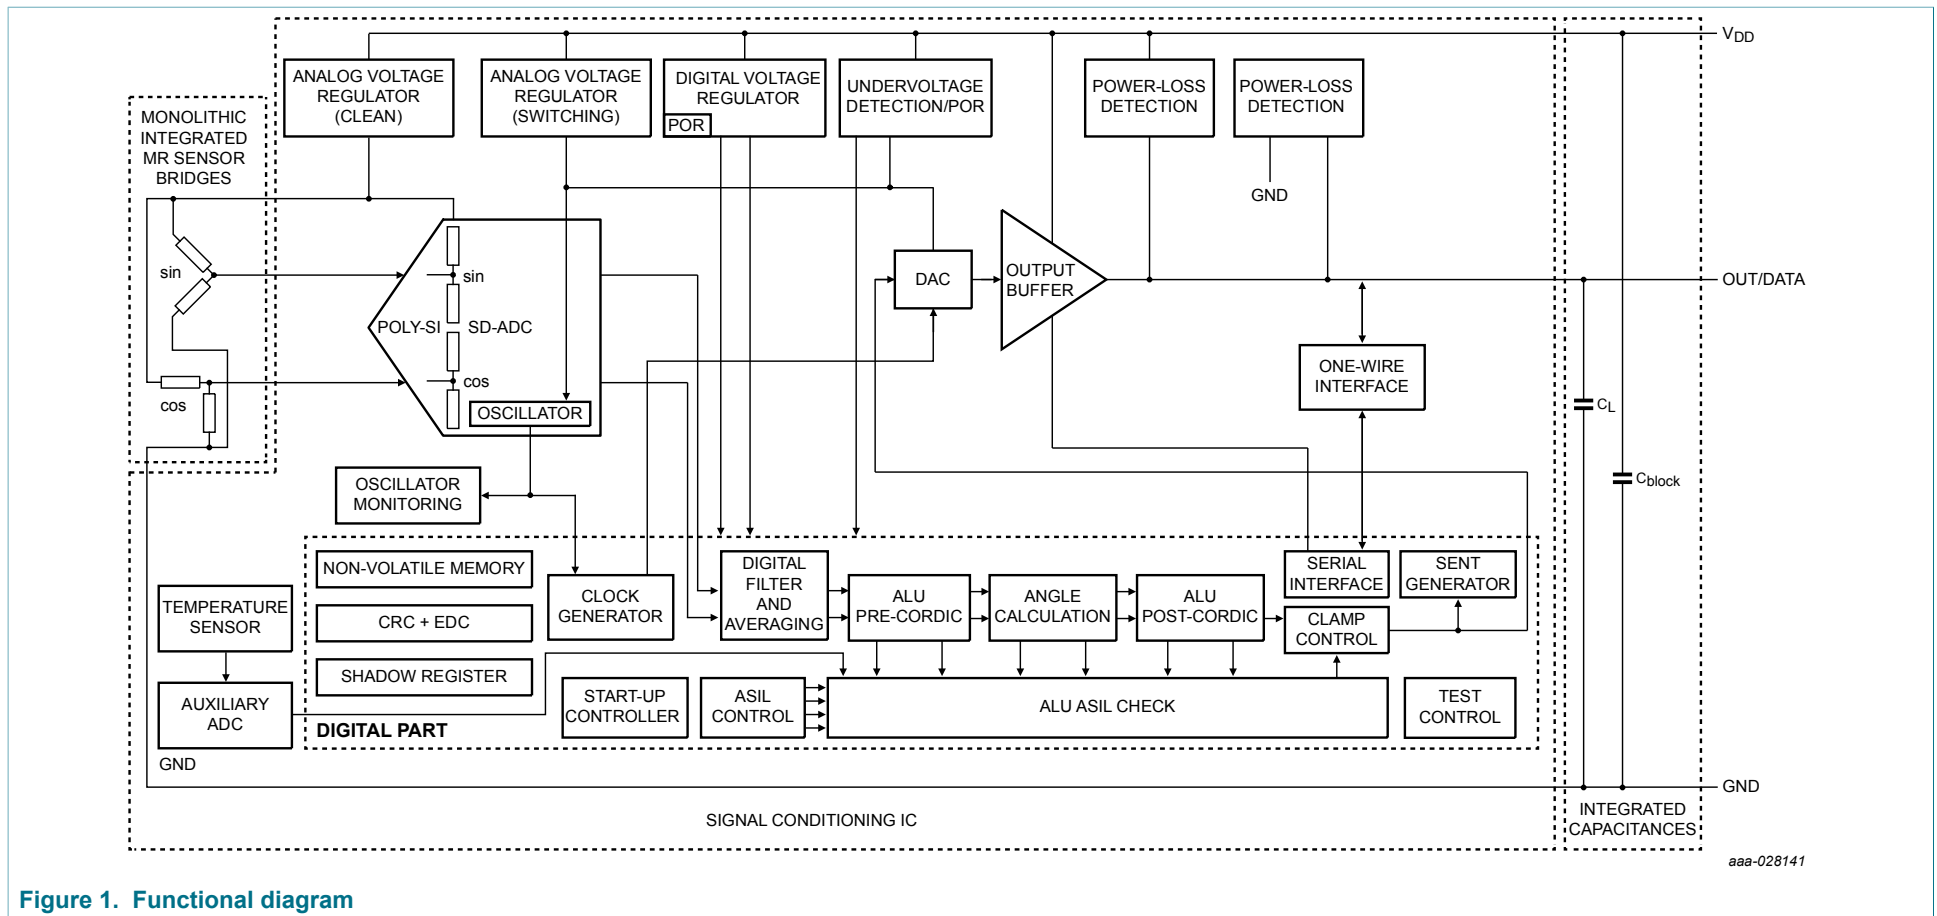 ANALOG VOLTAGE
REGULATOR
(CLEAN)
ANALOG VOLTAGE
REGULATOR
(SWITCHING)
DIGITAL VOLTAGE
REGULATOR
POR
UNDERVOLTAGE
DETECTION/POR
POWER-LOSS
DETECTION
POWER-LOSS
DETECTION
GND
VDD
MONOLITHIC
INTEGRATED
MR SENSOR
BRIDGES
sin
cos
POLY-SI
SD-ADC
sin
cos
OSCILLATOR
DAC
OUTPUT
BUFFER
OUT/DATA
ONE-WIRE
INTERFACE
CL
Cblock
OSCILLATOR
MONITORING
NON-VOLATILE MEMORY
CRC + EDC
SHADOW REGISTER
CLOCK
GENERATOR
DIGITAL
FILTER
AND
AVERAGING
ALU
PRE-CORDIC
ANGLE
CALCULATION
ALU
POST-CORDIC
SERIAL
INTERFACE
SENT
GENERATOR
CLAMP
CONTROL
TEMPERATURE
SENSOR
AUXILIARY
ADC
GND
START-UP
CONTROLLER
ASIL
CONTROL
ALU ASIL CHECK
TEST
CONTROL
DIGITAL PART
GND
SIGNAL CONDITIONING IC
INTEGRATED
CAPACITANCES
aaa-028141
Figure 1. Functional diagram